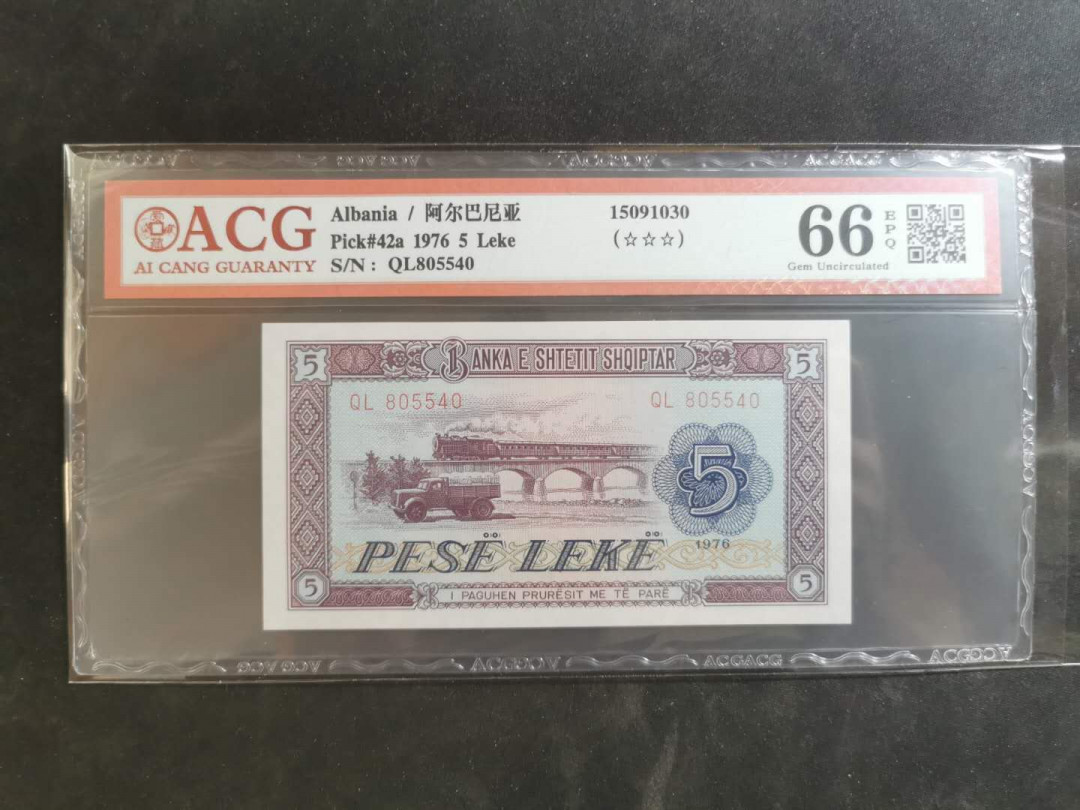 ACG
AI CANG GUARANTY
Albania / 阿尔巴尼亚
Pick#42a 1976 5 Leke
S/N : QL805540
15091030
(☆☆☆)
66 EPQ
Gem Uncirculated
5 BANKA E SHTETIT SHQIPTAR 5
QL 805540 QL 805540
5
1976
PESË LEKË
5 I PAGUHEN PRURËSIT ME TË PARË 5
ACGACG